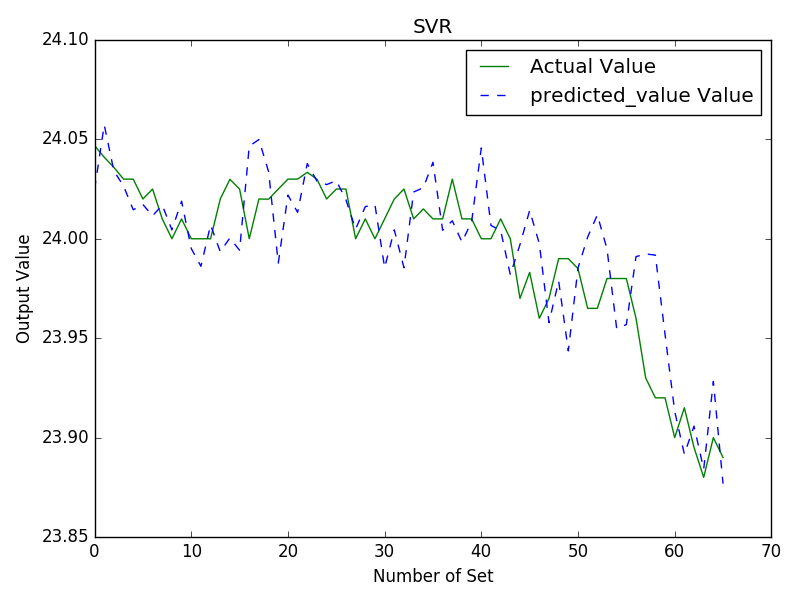 SVR
Actual Value
predicted_value Value
24.10
24.05
24.00
23.95
23.90
23.85
Output Value
0 10 20 30 40 50 60 70
Number of Set